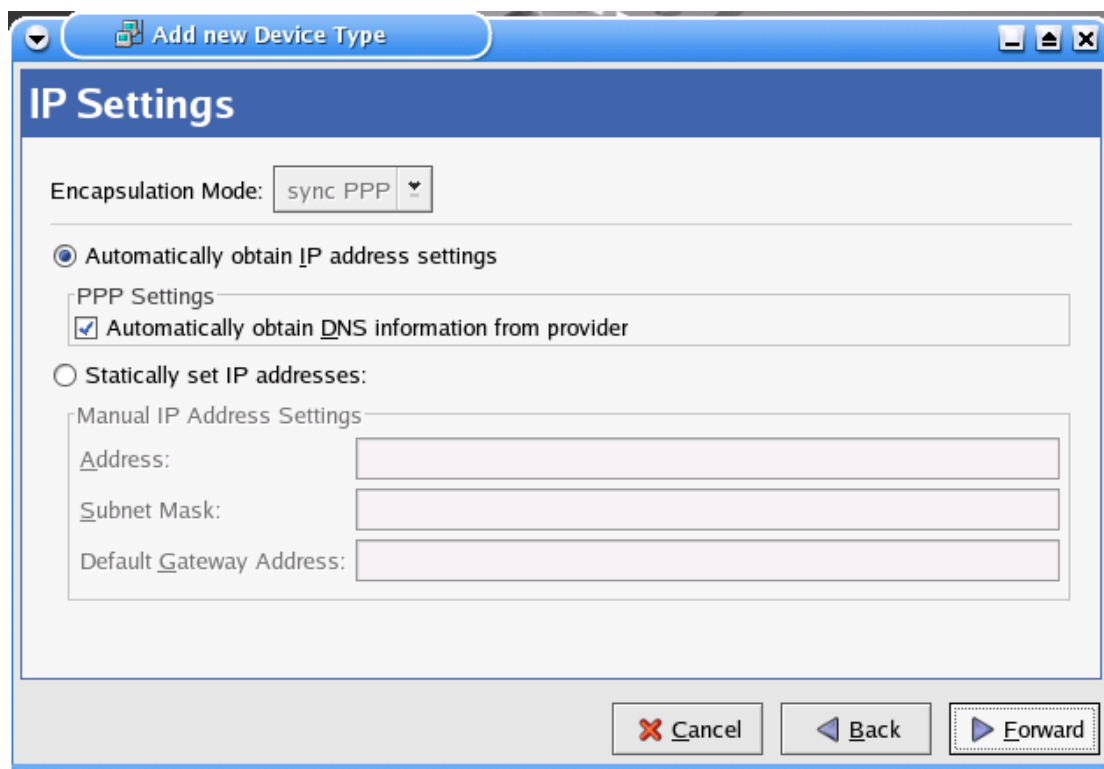 Add new Device Type
IP Settings
Encapsulation Mode: sync PPP
Automatically obtain IP address settings
PPP Settings
Automatically obtain DNS information from provider
Statically set IP addresses:
Manual IP Address Settings
Address:
Subnet Mask:
Default Gateway Address:
Cancel Back Forward